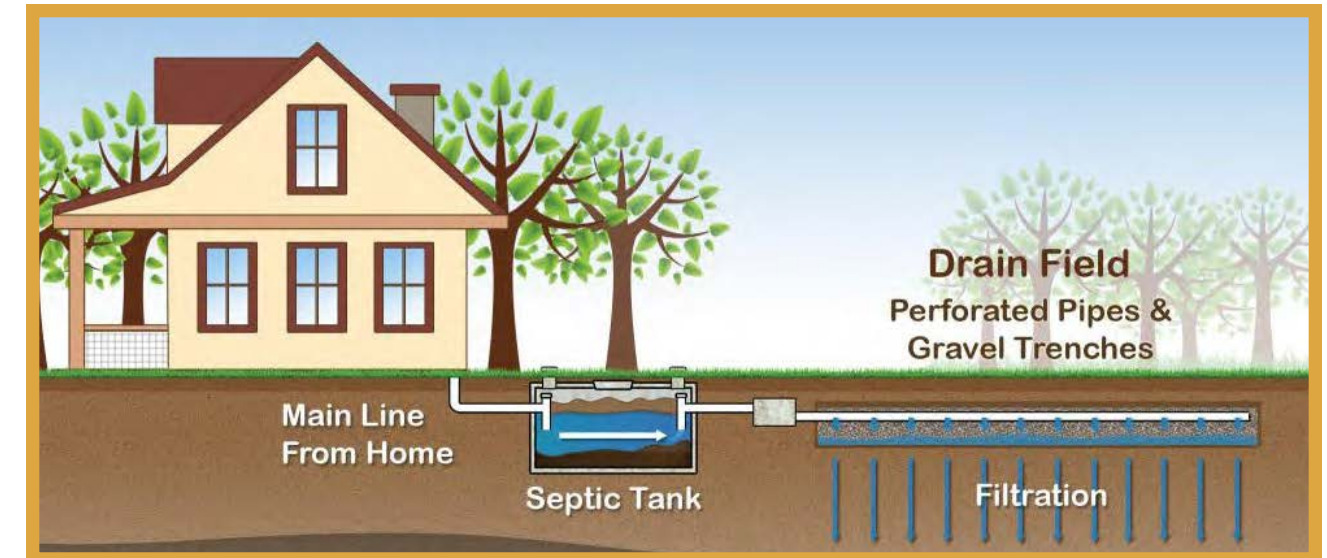 Drain Field
Perforated Pipes &
Gravel Trenches
Main Line
From Home
Septic Tank
Filtration